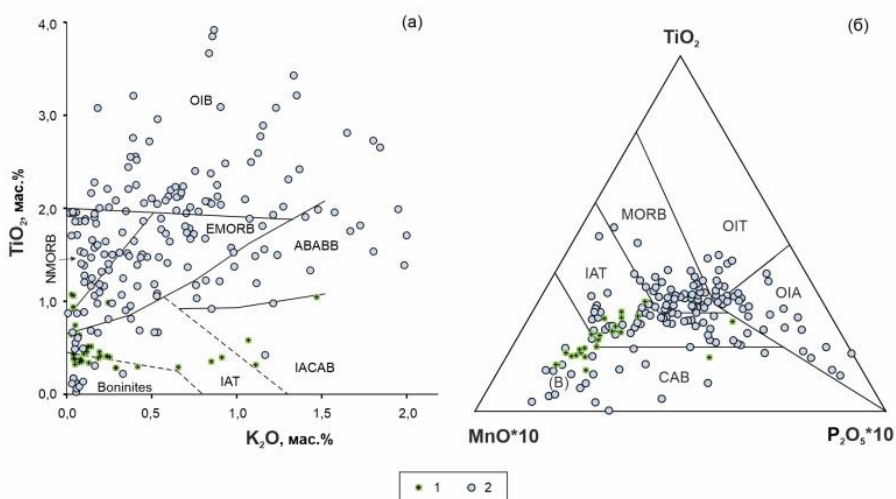 (а)
TiO₂, мас.%
4,0
3,0
2,0
1,0
0,0
NMORB
OIB
EMORB
ABABB
IACAB
IAT
Boninites
0,0 0,5 1,0 1,5 2,0
K₂O, мас.%
(б)
TiO₂
MORB
OIT
IAT
OIA
CAB
(B)
MnO*10
P₂O₅*10
1 2